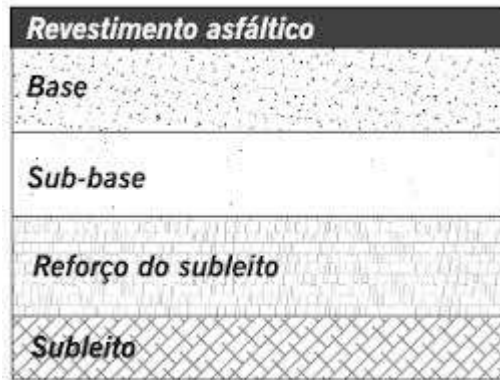 Revestimento asfáltico
Base
Sub-base
Reforço do subleito
Subleito